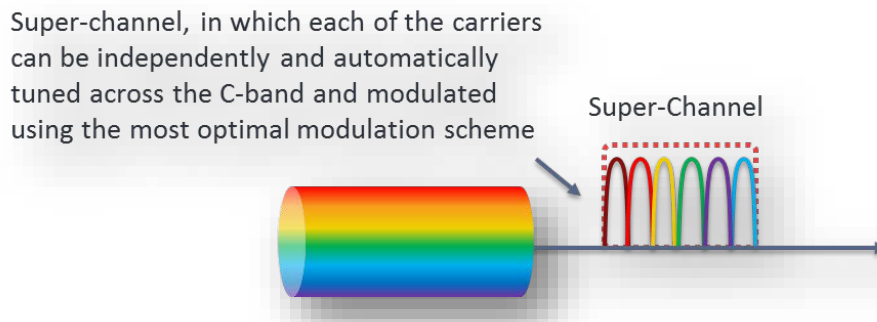 Super-channel, in which each of the carriers
can be independently and automatically
tuned across the C-band and modulated
using the most optimal modulation scheme
Super-Channel